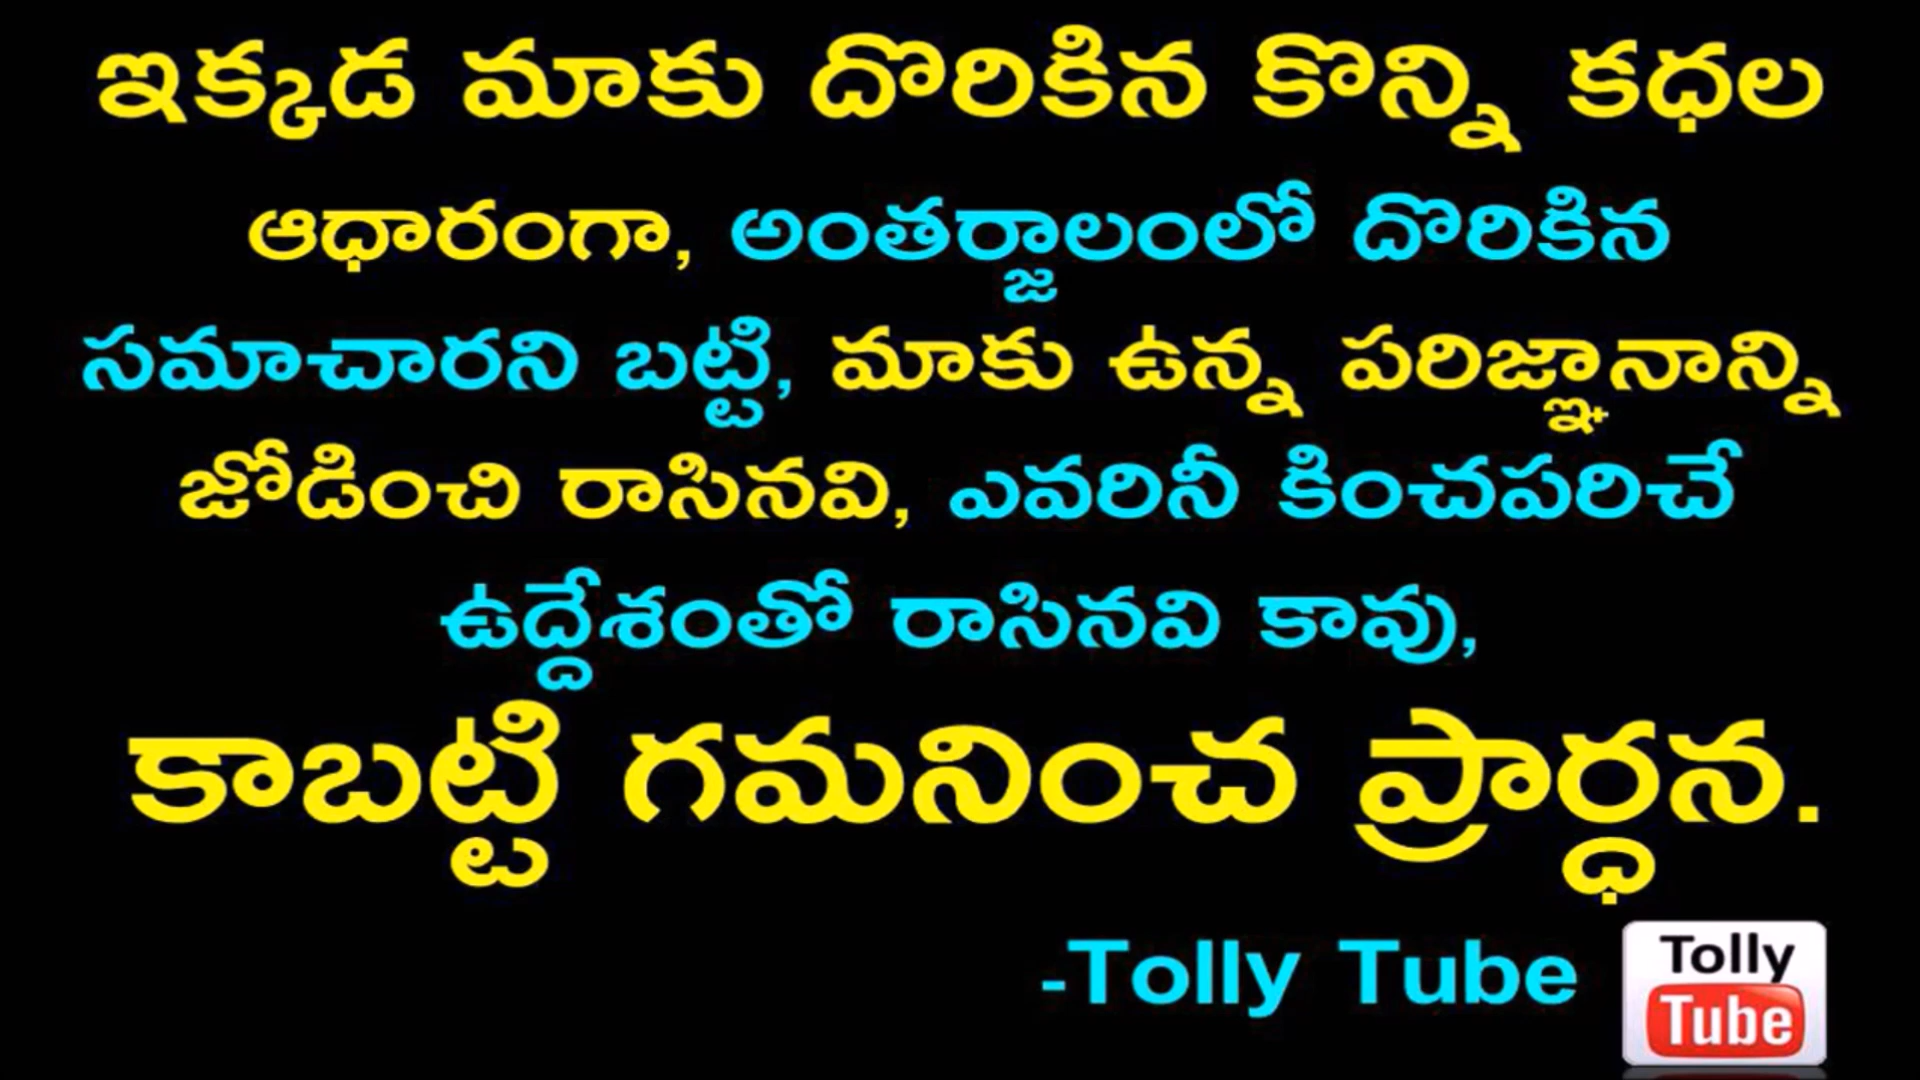 ఇక్కడ మాకు దొరికిన కొన్ని కధల
ఆధారంగా, అంతర్జాలంలో దొరికిన
సమాచారని బట్టి, మాకు ఉన్న పరిజ్ఞానాన్ని
జోడించి రాసినవి, ఎవరినీ కించపరిచే
ఉద్దేశంతో రాసినవి కావు,
కాబట్టి గమనించ ప్రార్ధన.
-Tolly Tube
Tolly
Tube